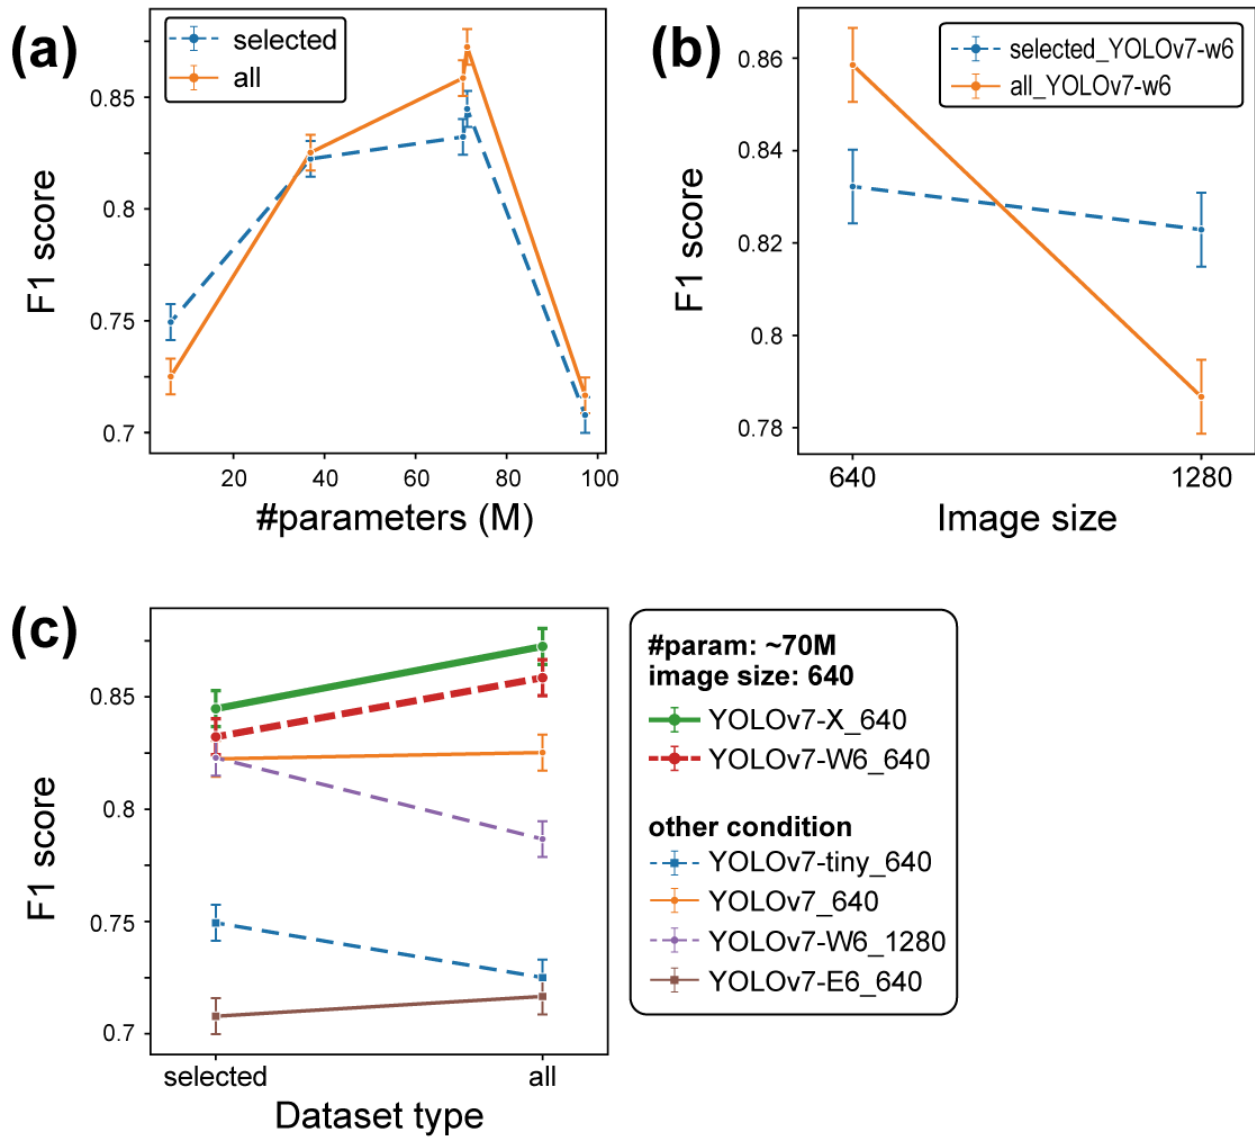 (a)
selected
all
0.85
0.8
0.75
0.7
F1 score
20
40
60
80
100
#parameters (M)
(b)
selected_YOLOv7-w6
all_YOLOv7-w6
0.86
0.84
0.82
0.8
0.78
F1 score
640
1280
Image size
(c)
0.85
0.8
0.75
0.7
F1 score
selected
all
Dataset type
#param: ~70M
image size: 640
YOLOv7-X_640
YOLOv7-W6_640
other condition
YOLOv7-tiny_640
YOLOv7_640
YOLOv7-W6_1280
YOLOv7-E6_640